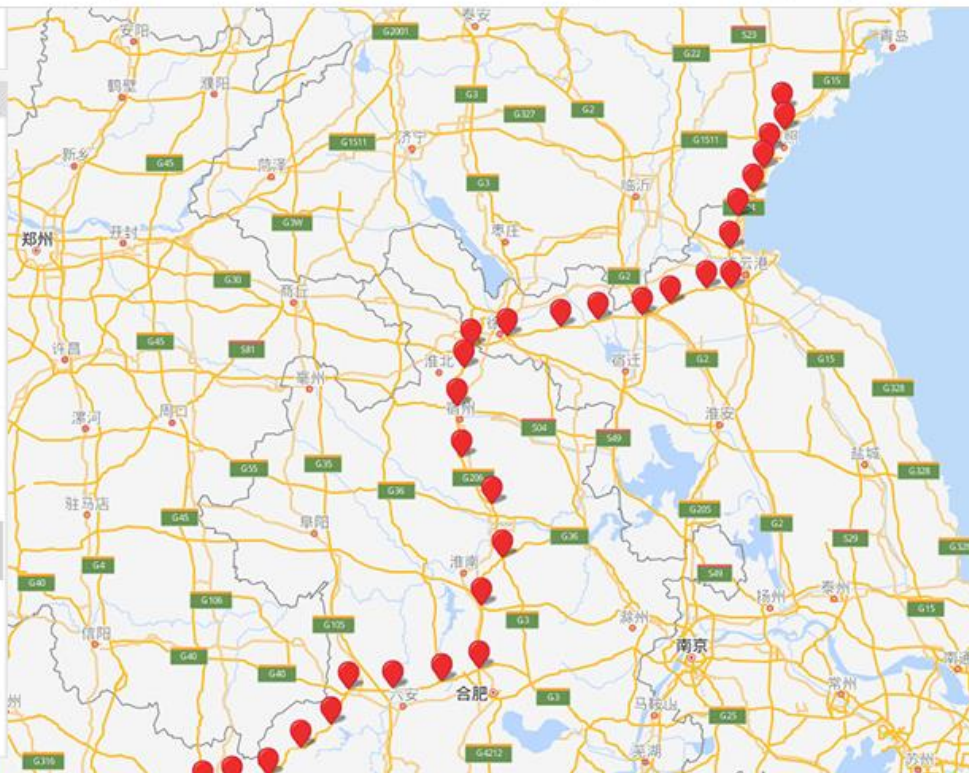 泰安
安阳
G2001
S23
青岛
G22
G15
鹤壁
濮阳
G3
G327
G2
济宁
G1511
G1511
新乡
G45
菏泽
G3
临沂
G3W
郑州
开封
枣庄
云港
G30
G2
商丘
许昌
G45
S81
淮北
宿迁
G2
G15
亳州
G328
漯河
周口
宿州
S04
S49
淮安
盐城
G55
G35
G36
G206
G328
驻马店
G45
阜阳
G36
G205
G2
S29
G4
淮南
S49
G40
G106
扬州
泰州
G15
信阳
G105
G3
滁州
南京
G40
G40
六安
合肥
G3
常州
马鞍山
G25
G316
G4212
芜湖
苏州